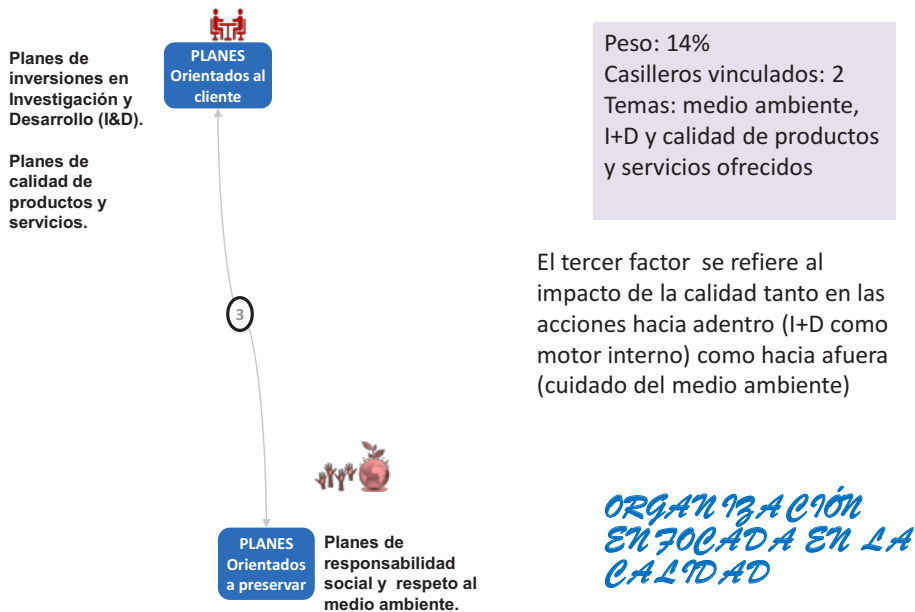 Planes de
inversiones en
Investigación y
Desarrollo (I&D).
Planes de
calidad de
productos y
servicios.
PLANES
Orientados al
cliente
3
PLANES
Orientados
a preservar
Planes de
responsabilidad
social y respeto al
medio ambiente.
Peso: 14%
Casilleros vinculados: 2
Temas: medio ambiente,
I+D y calidad de productos
y servicios ofrecidos
El tercer factor se refiere al
impacto de la calidad tanto en las
acciones hacia adentro (I+D como
motor interno) como hacia afuera
(cuidado del medio ambiente)
ORGANIZACIÓN
ENFOCADA EN LA
CALIDAD